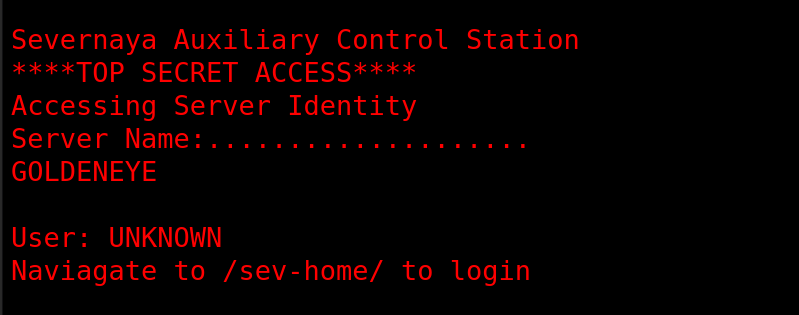 Severnaya Auxiliary Control Station
****TOP SECRET ACCESS****
Accessing Server Identity
Server Name:....................
GOLDENEYE
User: UNKNOWN
Naviagate to /sev-home/ to login